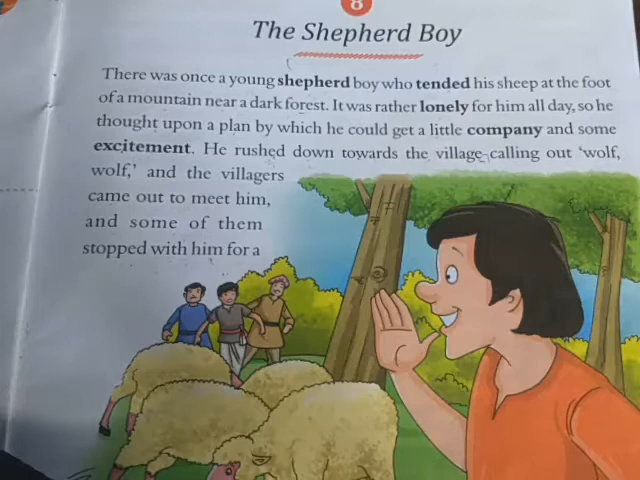 8
The Shepherd Boy
There was once a young shepherd boy who tended his sheep at the foot
of a mountain near a dark forest. It was rather lonely for him all day, so he
thought upon a plan by which he could get a little company and some
excitement. He rushed down towards the village calling out ‘wolf,
wolf,’ and the villagers
came out to meet him,
and some of them
stopped with him for a